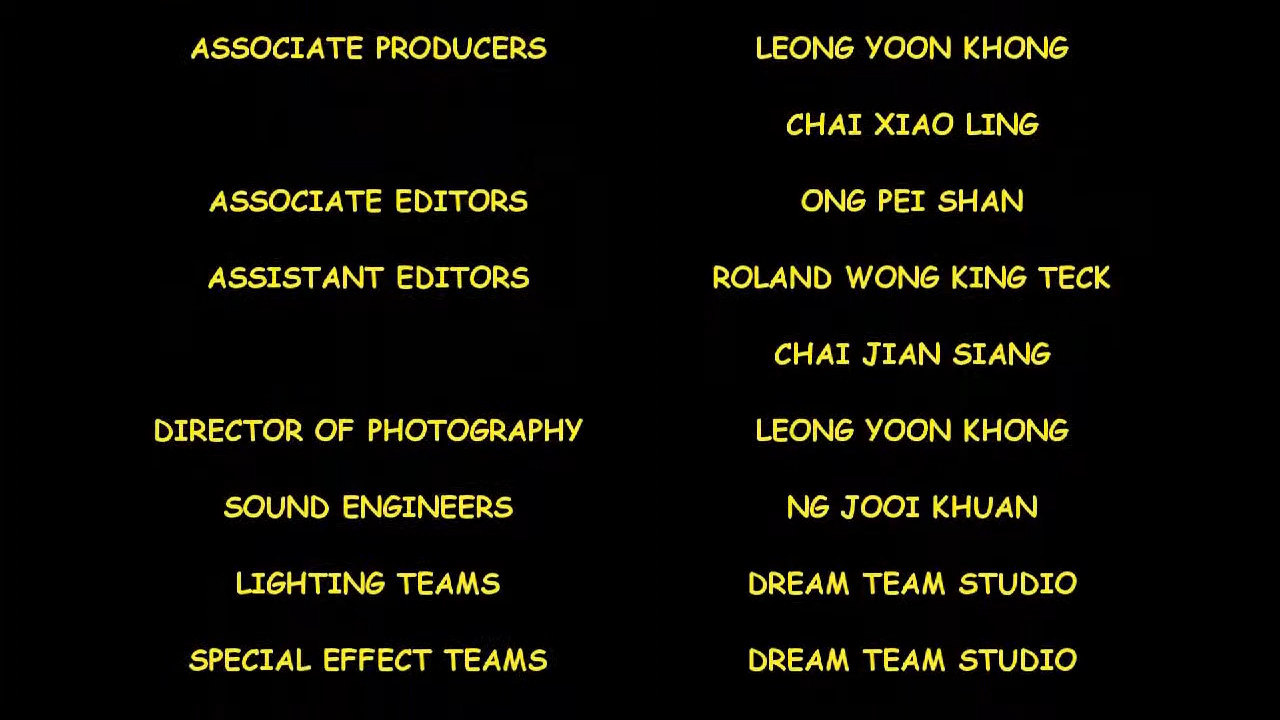 ASSOCIATE PRODUCERS LEONG YOON KHONG
CHAI XIAO LING
ASSOCIATE EDITORS ONG PEI SHAN
ASSISTANT EDITORS ROLAND WONG KING TECK
CHAI JIAN SIANG
DIRECTOR OF PHOTOGRAPHY LEONG YOON KHONG
SOUND ENGINEERS NG JOOI KHUAN
LIGHTING TEAMS DREAM TEAM STUDIO
SPECIAL EFFECT TEAMS DREAM TEAM STUDIO